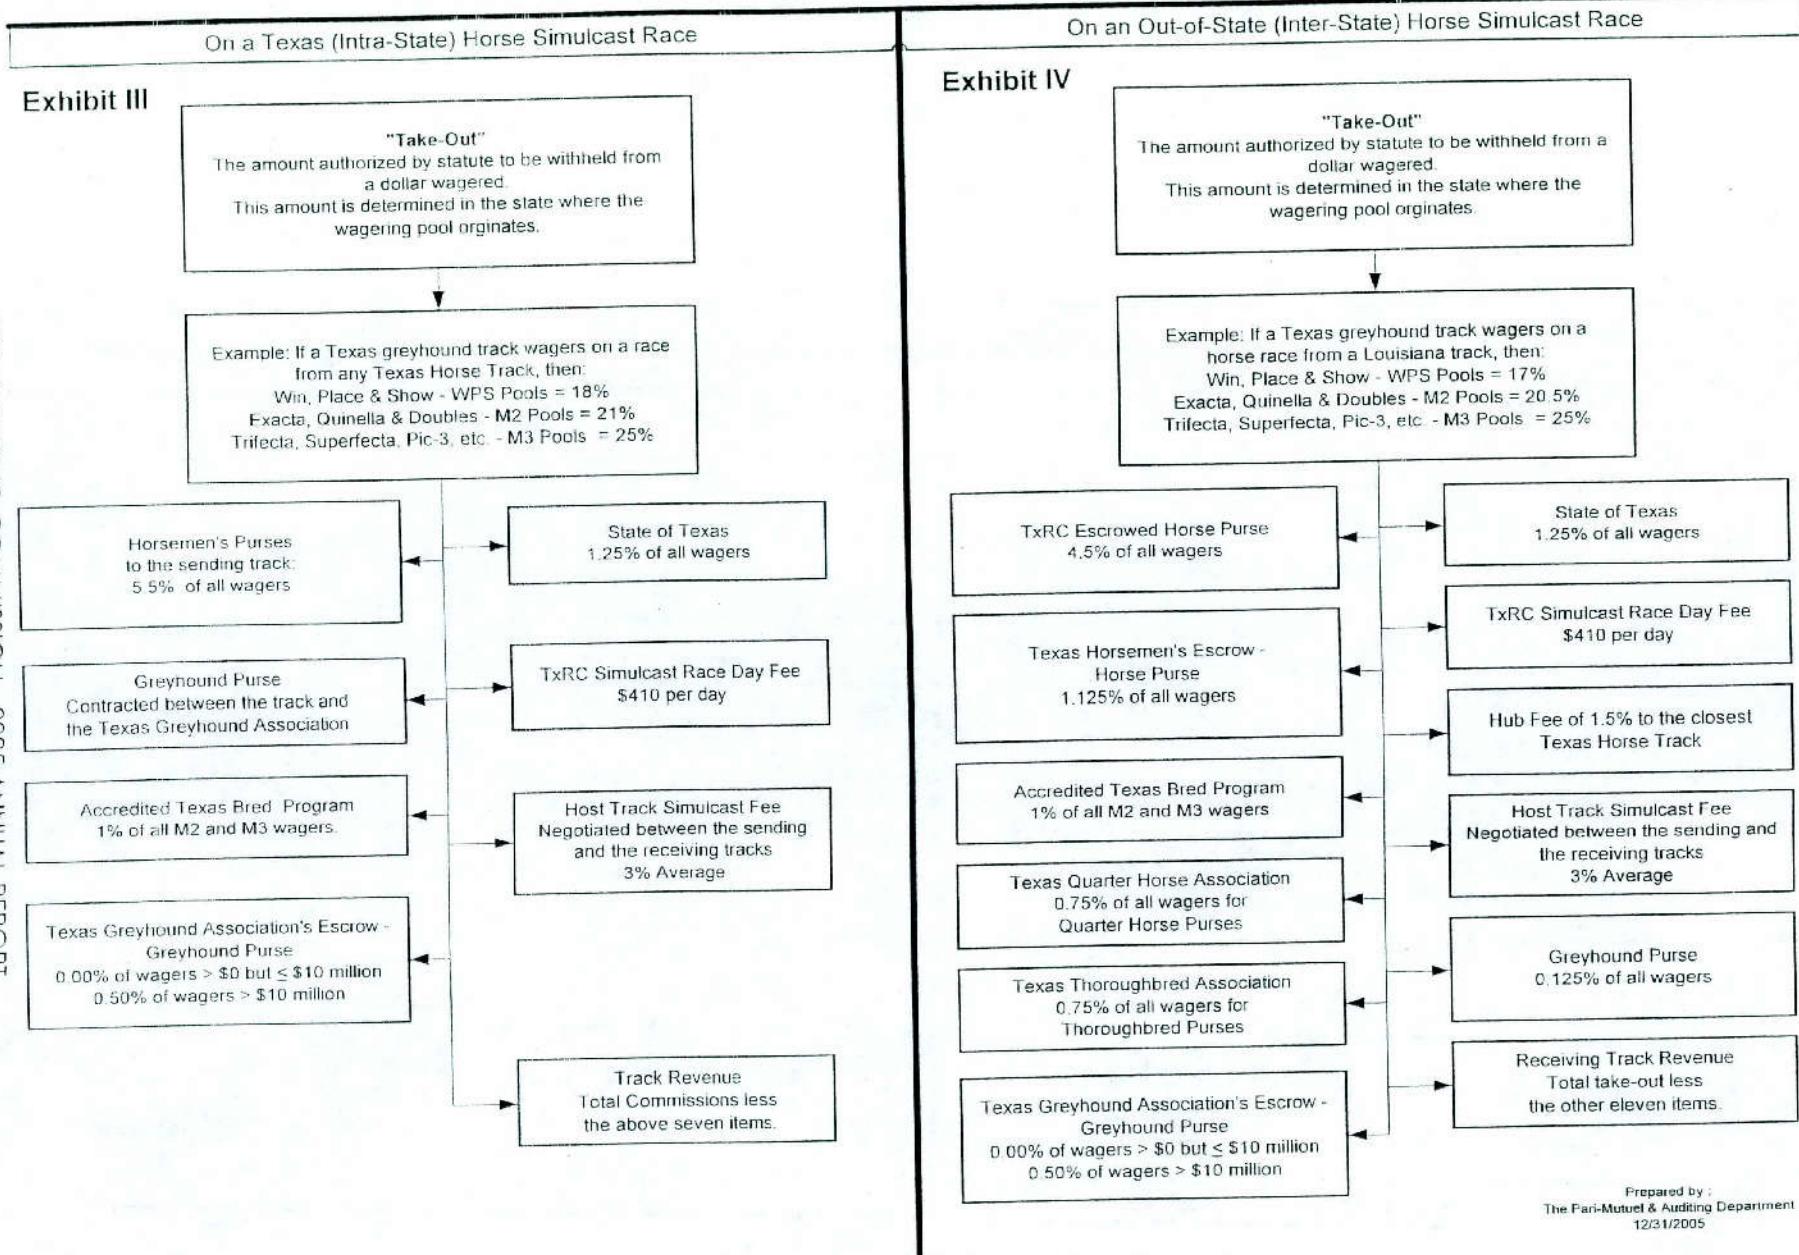 On a Texas (Intra-State) Horse Simulcast Race
Exhibit III
"Take-Out"
The amount authorized by statute to be withheld from
a dollar wagered.
This amount is determined in the state where the
wagering pool orginates.
Example: If a Texas greyhound track wagers on a race
from any Texas Horse Track, then:
Win, Place & Show - WPS Pools = 18%
Exacta, Quinella & Doubles - M2 Pools = 21%
Trifecta, Superfecta, Pic-3, etc. - M3 Pools = 25%
Horsemen's Purses
to the sending track:
5.5% of all wagers
State of Texas
1.25% of all wagers
Greyhound Purse
Contracted between the track and
the Texas Greyhound Association
TxRC Simulcast Race Day Fee
$410 per day
Accredited Texas Bred Program
1% of all M2 and M3 wagers.
Host Track Simulcast Fee
Negotiated between the sending
and the receiving tracks
3% Average
Texas Greyhound Association's Escrow -
Greyhound Purse
0.00% of wagers > $0 but ≤ $10 million
0.50% of wagers > $10 million
Track Revenue
Total Commissions less
the above seven items.
On an Out-of-State (Inter-State) Horse Simulcast Race
Exhibit IV
"Take-Out"
The amount authorized by statute to be withheld from a
dollar wagered.
This amount is determined in the state where the
wagering pool orginates.
Example: If a Texas greyhound track wagers on a
horse race from a Louisiana track, then:
Win, Place & Show - WPS Pools = 17%
Exacta, Quinella & Doubles - M2 Pools = 20.5%
Trifecta, Superfecta, Pic-3, etc. - M3 Pools = 25%
TxRC Escrowed Horse Purse
4.5% of all wagers
State of Texas
1.25% of all wagers
Texas Horsemen's Escrow -
Horse Purse
1.125% of all wagers
TxRC Simulcast Race Day Fee
$410 per day
Hub Fee of 1.5% to the closest
Texas Horse Track
Accredited Texas Bred Program
1% of all M2 and M3 wagers
Host Track Simulcast Fee
Negotiated between the sending and
the receiving tracks
3% Average
Texas Quarter Horse Association
0.75% of all wagers for
Quarter Horse Purses
Greyhound Purse
0.125% of all wagers
Texas Thoroughbred Association
0.75% of all wagers for
Thoroughbred Purses
Receiving Track Revenue
Total take-out less
the other eleven items.
Texas Greyhound Association's Escrow -
Greyhound Purse
0.00% of wagers > $0 but ≤ $10 million
0.50% of wagers > $10 million
Prepared by :
The Pari-Mutuel & Auditing Department
12/31/2005